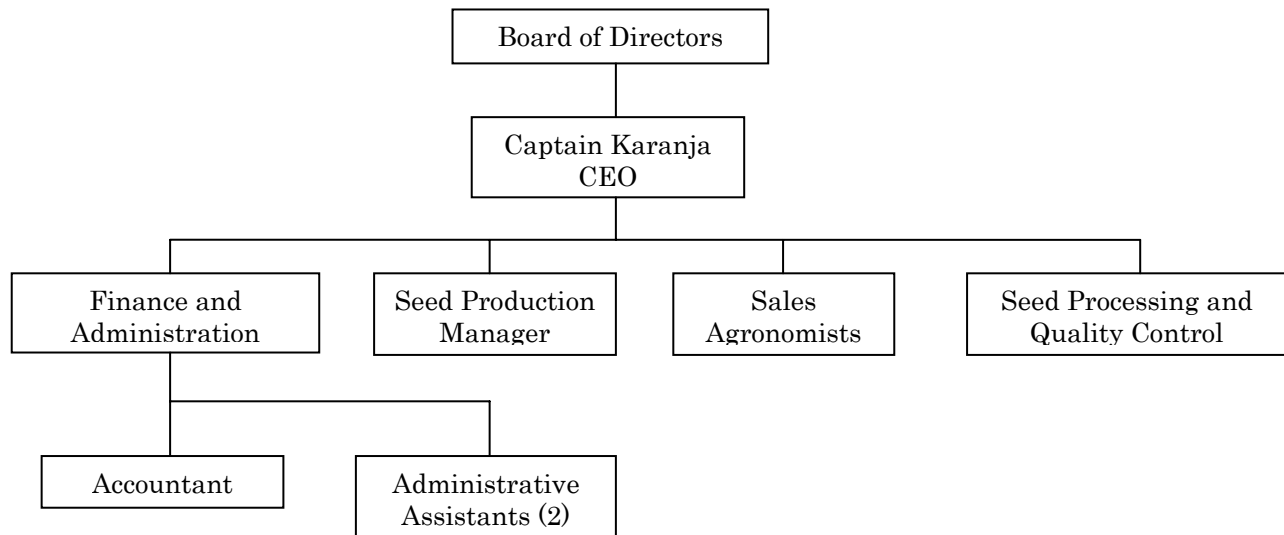 Board of Directors
Captain Karanja
CEO
Finance and
Administration
Seed Production
Manager
Sales
Agronomists
Seed Processing and
Quality Control
Accountant
Administrative
Assistants (2)